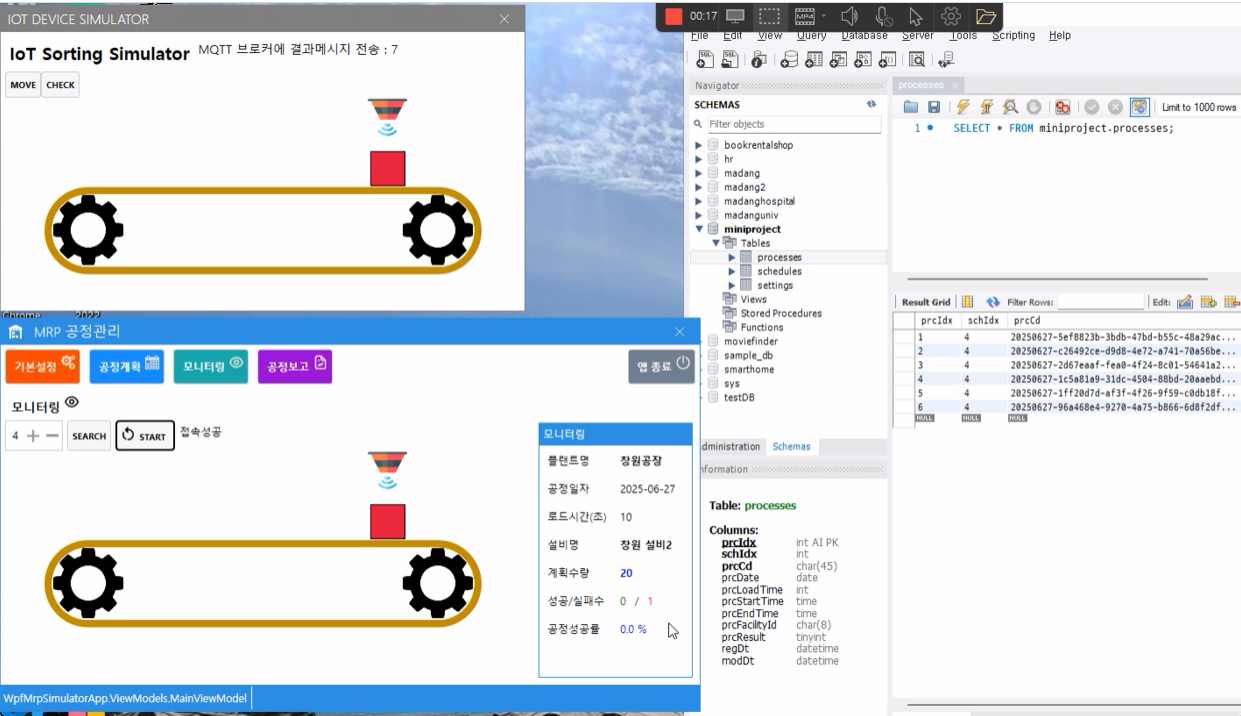 IOT DEVICE SIMULATOR
IoT Sorting Simulator
MQTT 브로커에 결과메시지 전송 : 7
MOVE
CHECK
00:17
MP4
File Edit View Query Database Server Tools Scripting Help
Navigator
SCHEMAS
Filter objects
bookrentalshop
hr
madang
madang2
madanghospital
madanguniv
miniproject
Tables
processes
schedules
settings
Views
Stored Procedures
Functions
moviefinder
sample_db
smarthome
sys
testDB
dministration Schemas
nformation
Table: processes
Columns:
prcIdx int AI PK
schIdx int
prcCd char(45)
prcDate date
prcLoadTime int
prcStartTime time
prcEndTime time
prcFacilityId char(8)
prcResult tinyint
regDt datetime
modDt datetime
processes
Limit to 1000 rows
1 SELECT * FROM miniproject.processes;
Result Grid Filter Rows: Edit:
prcIdx schIdx prcCd
1 4 20250627-5ef8823b-3bdb-47bd-b55c-48a29ac...
2 4 20250627-c26492ce-d9d8-4e72-a741-70a56be...
3 4 20250627-2d67eaaf-fea0-4f24-8c01-54641a2...
4 4 20250627-1c5a81a9-31dc-4504-88bd-20aaebd...
5 4 20250627-1ff20d7d-af3f-4f26-9f59-c0db18f...
6 4 20250627-96a468e4-9270-4a75-b866-6d8f2df...
NULL NULL NULL
Chrome 2022
MRP 공정관리
기본설정
공정계획
모니터링
공정보고
앱 종료
모니터링
4
SEARCH
START
접속성공
모니터링
플랜트명 창원공장
공정일자 2025-06-27
로드시간(초) 10
설비명 창원 설비2
계획수량 20
성공/실패수 0 / 1
공정성공률 0.0 %
WpfMrpSimulatorApp.ViewModels.MainViewModel